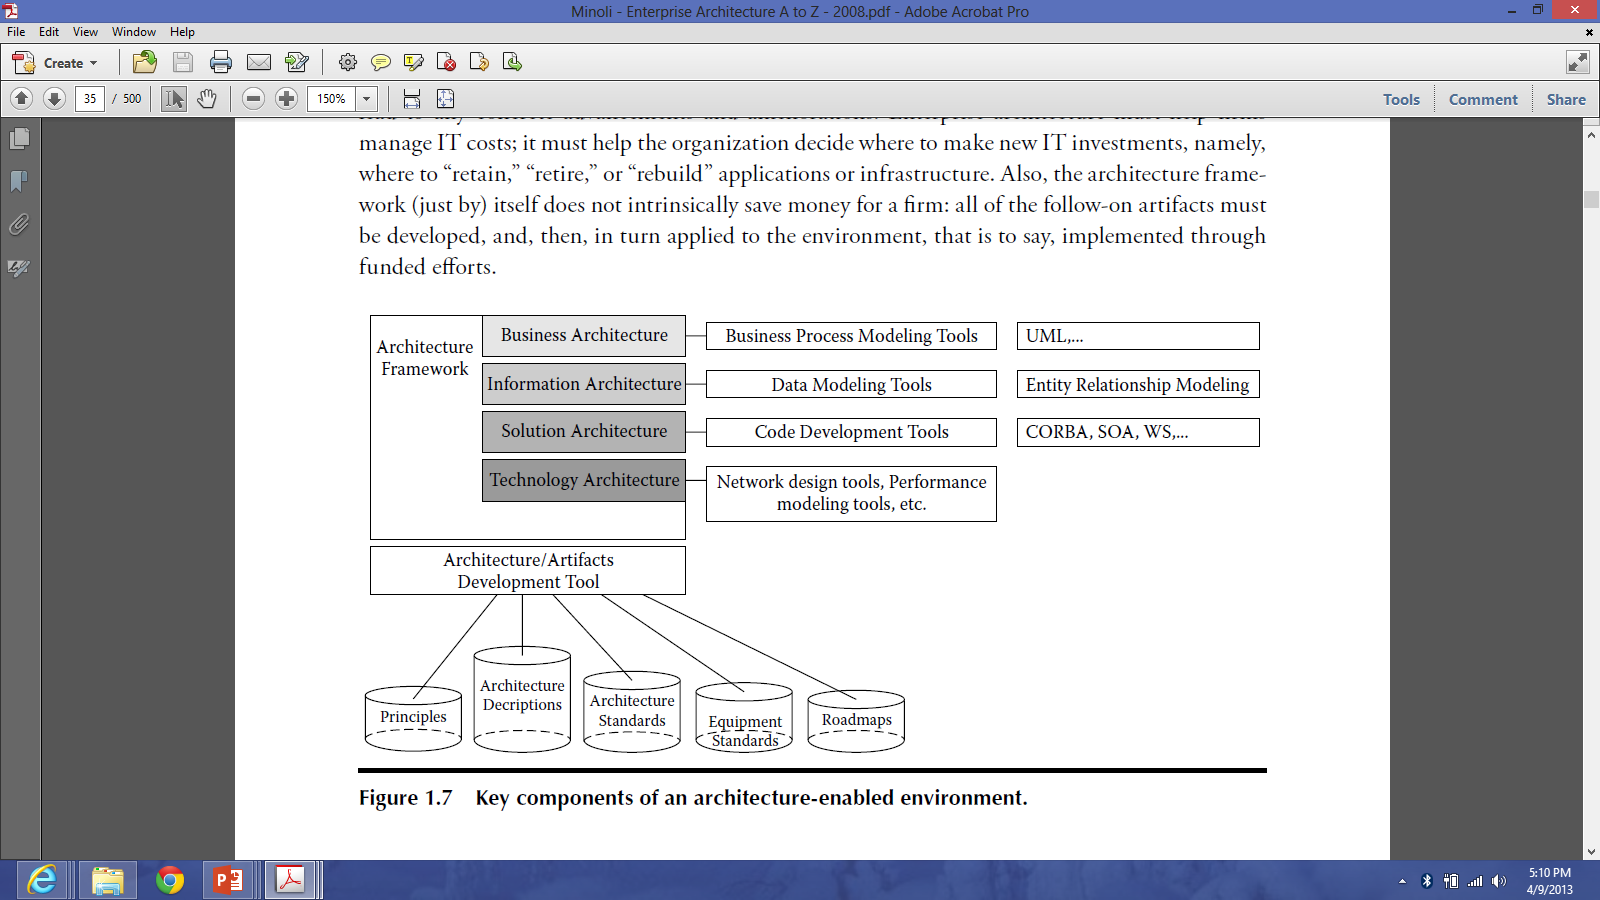 Minoli - Enterprise Architecture A to Z - 2008.pdf - Adobe Acrobat Pro
File Edit View Window Help
Create
35 / 500 150% Tools Comment Share
manage IT costs; it must help the organization decide where to make new IT investments, namely,
where to “retain,” “retire,” or “rebuild” applications or infrastructure. Also, the architecture frame-
work (just by) itself does not intrinsically save money for a firm: all of the follow-on artifacts must
be developed, and, then, in turn applied to the environment, that is to say, implemented through
funded efforts.
Architecture
Framework
Business Architecture
Business Process Modeling Tools
UML,...
Information Architecture
Data Modeling Tools
Entity Relationship Modeling
Solution Architecture
Code Development Tools
CORBA, SOA, WS,...
Technology Architecture
Network design tools, Performance
modeling tools, etc.
Architecture/Artifacts
Development Tool
Principles
Architecture
Decriptions
Architecture
Standards
Equipment
Standards
Roadmaps
Figure 1.7 Key components of an architecture-enabled environment.
5:10 PM
4/9/2013